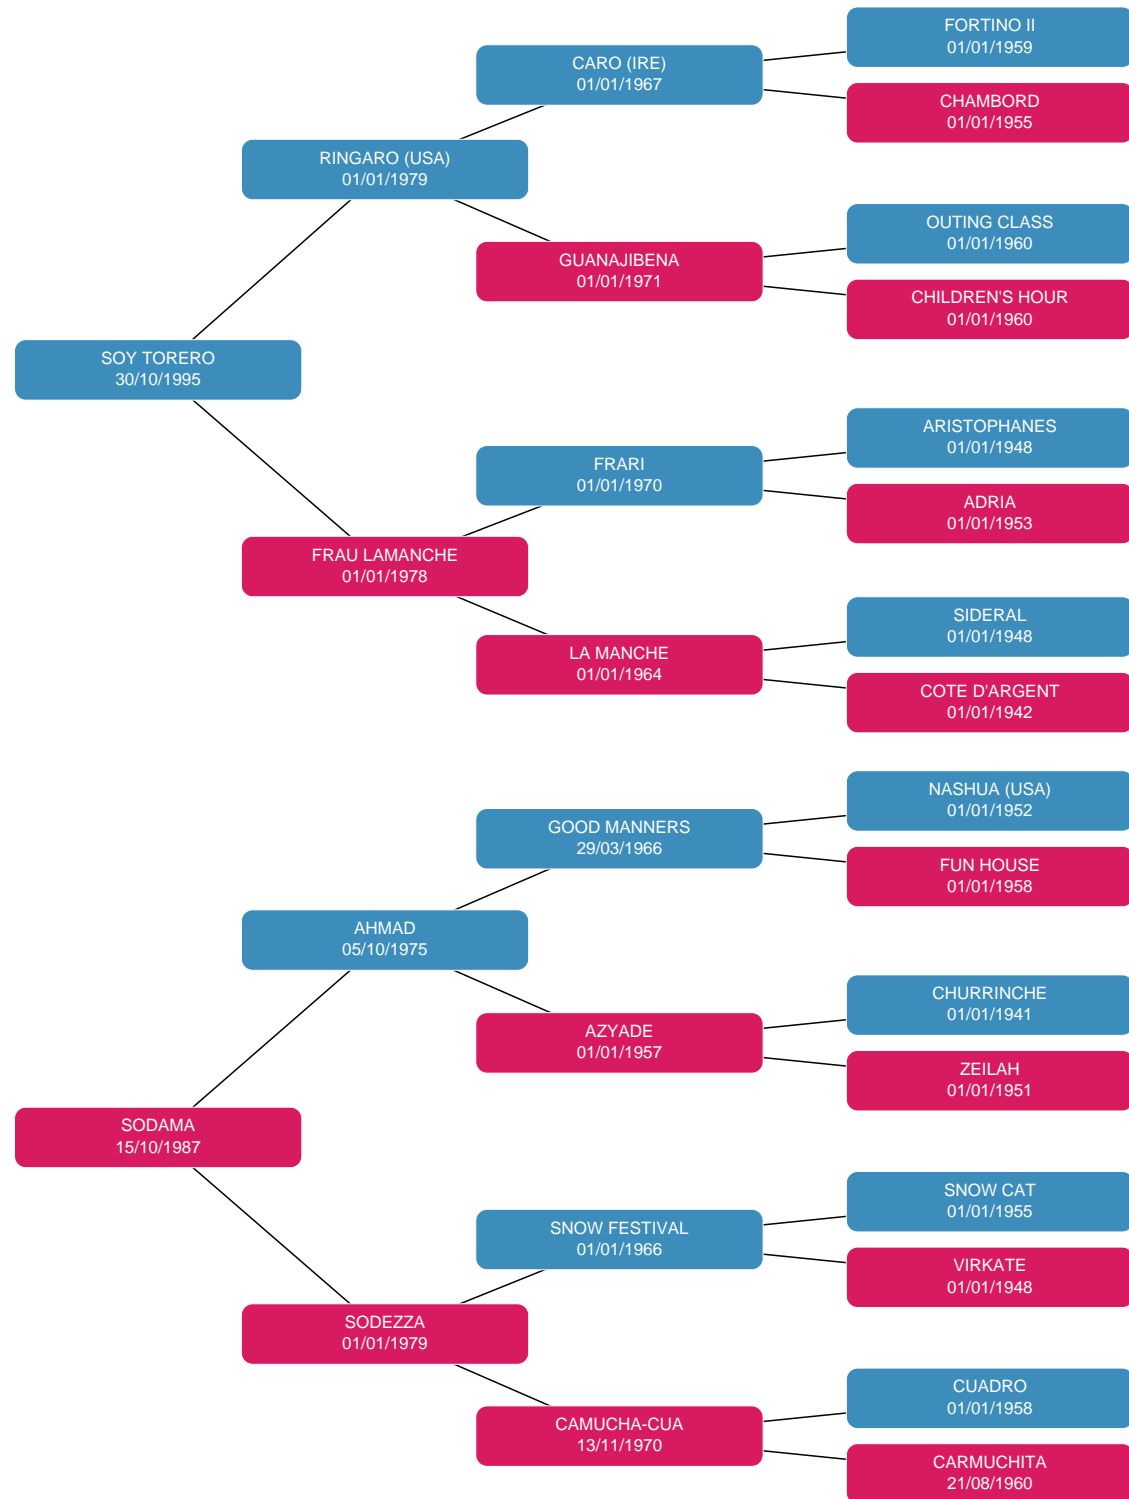 FORTINO II
01/01/1959
CARO (IRE)
01/01/1967
CHAMBORD
01/01/1955
RINGARO (USA)
01/01/1979
OUTING CLASS
01/01/1960
GUANAJIBENA
01/01/1971
CHILDREN'S HOUR
01/01/1960
SOY TORERO
30/10/1995
ARISTOPHANES
01/01/1948
FRARI
01/01/1970
ADRIA
01/01/1953
FRAU LAMANCHE
01/01/1978
SIDERAL
01/01/1948
LA MANCHE
01/01/1964
COTE D'ARGENT
01/01/1942
NASHUA (USA)
01/01/1952
GOOD MANNERS
29/03/1966
FUN HOUSE
01/01/1958
AHMAD
05/10/1975
CHURRINCHE
01/01/1941
AZYADE
01/01/1957
ZEILAH
01/01/1951
SODAMA
15/10/1987
SNOW CAT
01/01/1955
SNOW FESTIVAL
01/01/1966
VIRKATE
01/01/1948
SODEZZA
01/01/1979
CUADRO
01/01/1958
CAMUCHA-CUA
13/11/1970
CARMUCHITA
21/08/1960